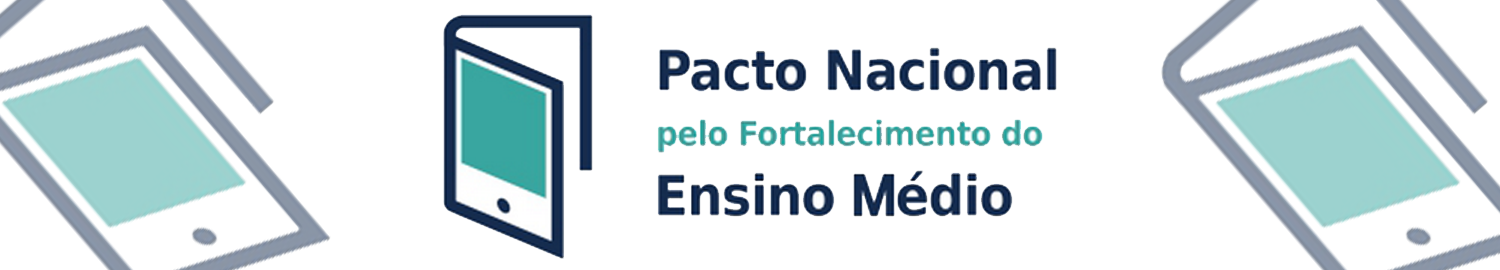 Pacto Nacional
pelo Fortalecimento do
Ensino Médio